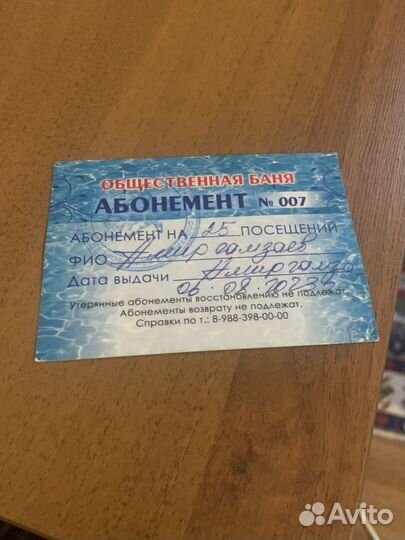 ОБЩЕСТВЕННАЯ БАНЯ
АБОНЕМЕНТ № 007
АБОНЕМЕНТ НА 25 ПОСЕЩЕНИЙ
ФИО
Дата выдачи
06.08.2023
Утерянные абонементы восстановлению не подлежат.
Абонементы возврату не подлежат.
Справки по т.: 8-988-398-00-00
Avito